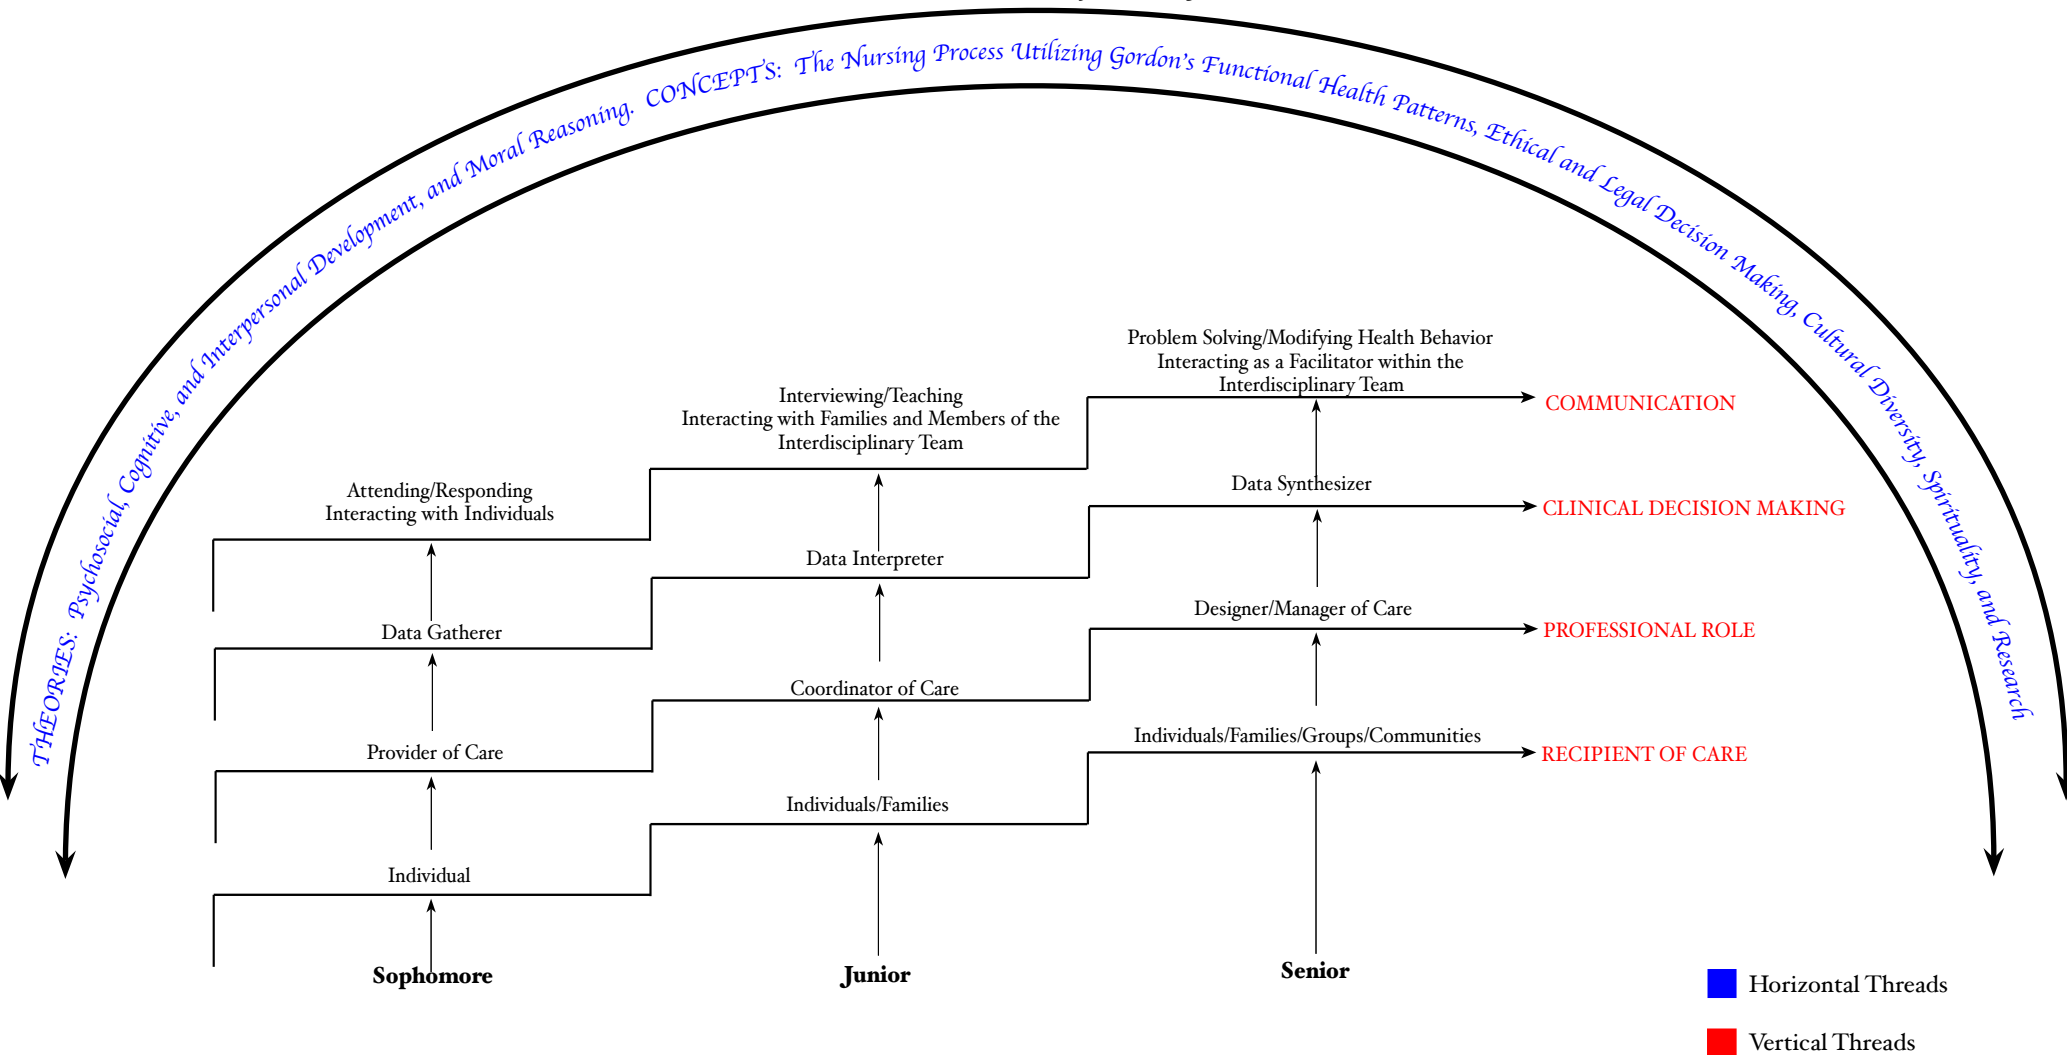 THEORIES: Psychosocial, Cognitive, and Interpersonal Development, and Moral Reasoning. CONCEPTS: The Nursing Process Utilizing Gordon's Functional Health Patterns, Ethical and Legal Decision Making, Cultural Diversity, Spirituality, and Research
Problem Solving/Modifying Health Behavior
Interacting as a Facilitator within the
Interdisciplinary Team
COMMUNICATION
Interviewing/Teaching
Interacting with Families and Members of the
Interdisciplinary Team
Attending/Responding
Interacting with Individuals
Data Synthesizer
CLINICAL DECISION MAKING
Data Interpreter
Data Gatherer
Designer/Manager of Care
PROFESSIONAL ROLE
Coordinator of Care
Provider of Care
Individuals/Families/Groups/Communities
RECIPIENT OF CARE
Individuals/Families
Individual
Sophomore
Junior
Senior
Horizontal Threads
Vertical Threads